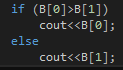 if (B[0]>B[1])
    cout<<B[0];
else
    cout<<B[1];